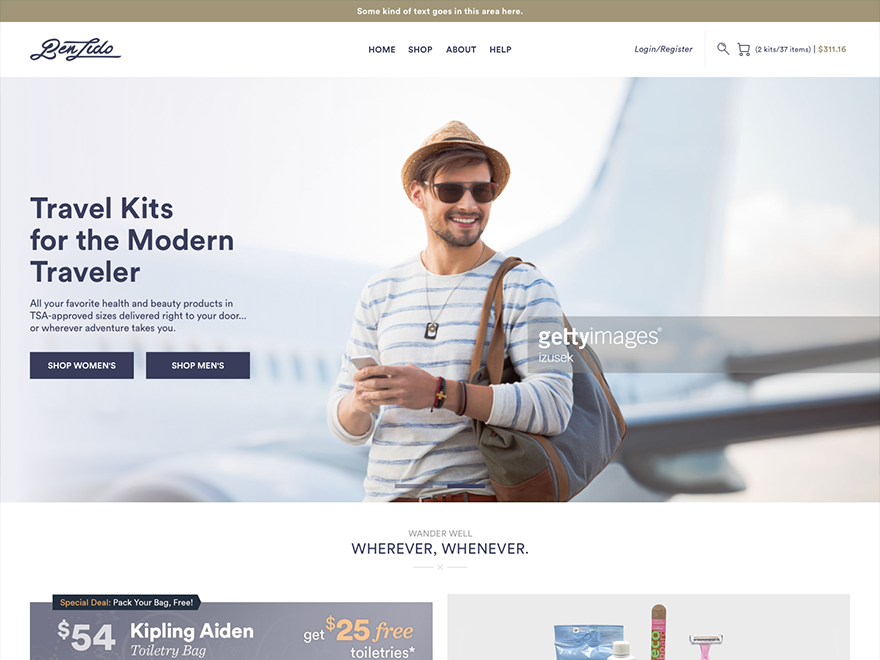 Some kind of text goes in this area here.
Ben Lido
HOME SHOP ABOUT HELP
Login/Register
(2 kits/37 items) | $311.16
Travel Kits
for the Modern
Traveler
All your favorite health and beauty products in
TSA-approved sizes delivered right to your door...
or wherever adventure takes you.
SHOP WOMEN'S
SHOP MEN'S
gettyimages®
izusek
WANDER WELL
WHEREVER, WHENEVER.
Special Deal: Pack Your Bag, Free!
$54
Kipling Aiden
Toiletry Bag
get $25 free
toiletries*
eco